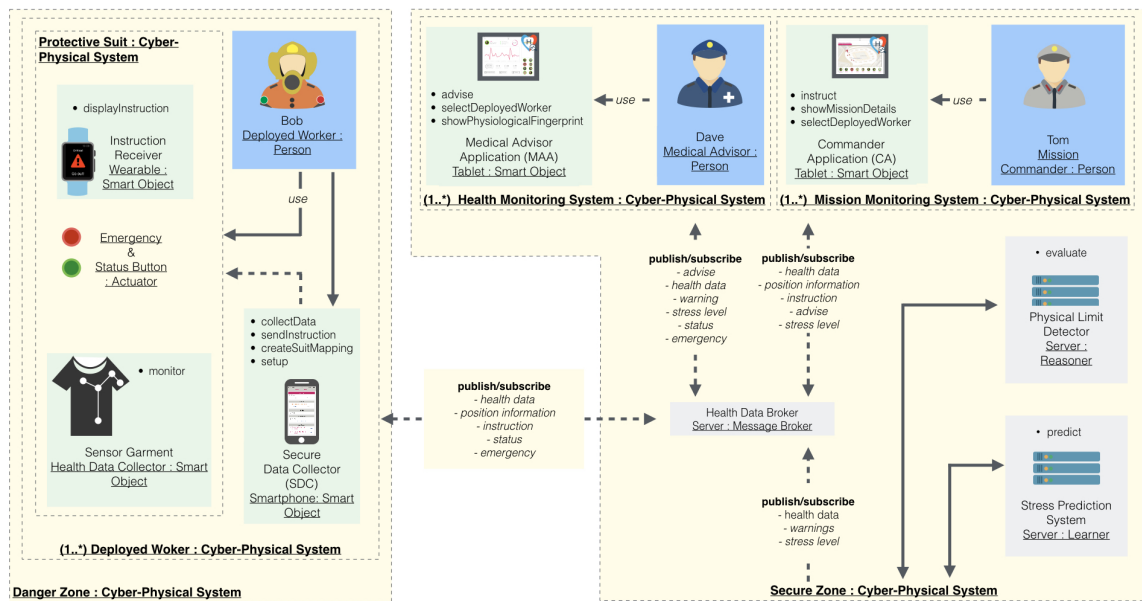 Protective Suit : Cyber-
Physical System
• displayInstruction
Instruction
Receiver
Wearable :
Smart Object
Emergency
&
Status Button
: Actuator
• monitor
Sensor Garment
Health Data Collector : Smart
Object
Bob
Deployed Worker :
Person
use
• collectData
• sendInstruction
• createSuitMapping
• setup
Secure
Data Collector
(SDC)
Smartphone: Smart
Object
(1..*) Deployed Woker : Cyber-Physical System
Danger Zone : Cyber-Physical System
publish/subscribe
- health data
- position information
- instruction
- status
- emergency
• advise
• selectDeployedWorker
• showPhysiologicalFingerprint
Medical Advisor
Application (MAA)
Tablet : Smart Object
use
Dave
Medical Advisor :
Person
(1..*) Health Monitoring System : Cyber-Physical System
• instruct
• showMissionDetails
• selectDeployedWorker
Commander
Application (CA)
Tablet : Smart Object
use
Tom
Mission
Commander : Person
(1..*) Mission Monitoring System : Cyber-Physical System
publish/subscribe
- advise
- health data
- warning
- stress level
- status
- emergency
publish/subscribe
- health data
- position information
- instruction
- advise
- stress level
Health Data Broker
Server : Message Broker
publish/subscribe
- health data
- warnings
- stress level
• evaluate
Physical Limit
Detector
Server :
Reasoner
• predict
Stress Prediction
System
Server : Learner
Secure Zone : Cyber-Physical System